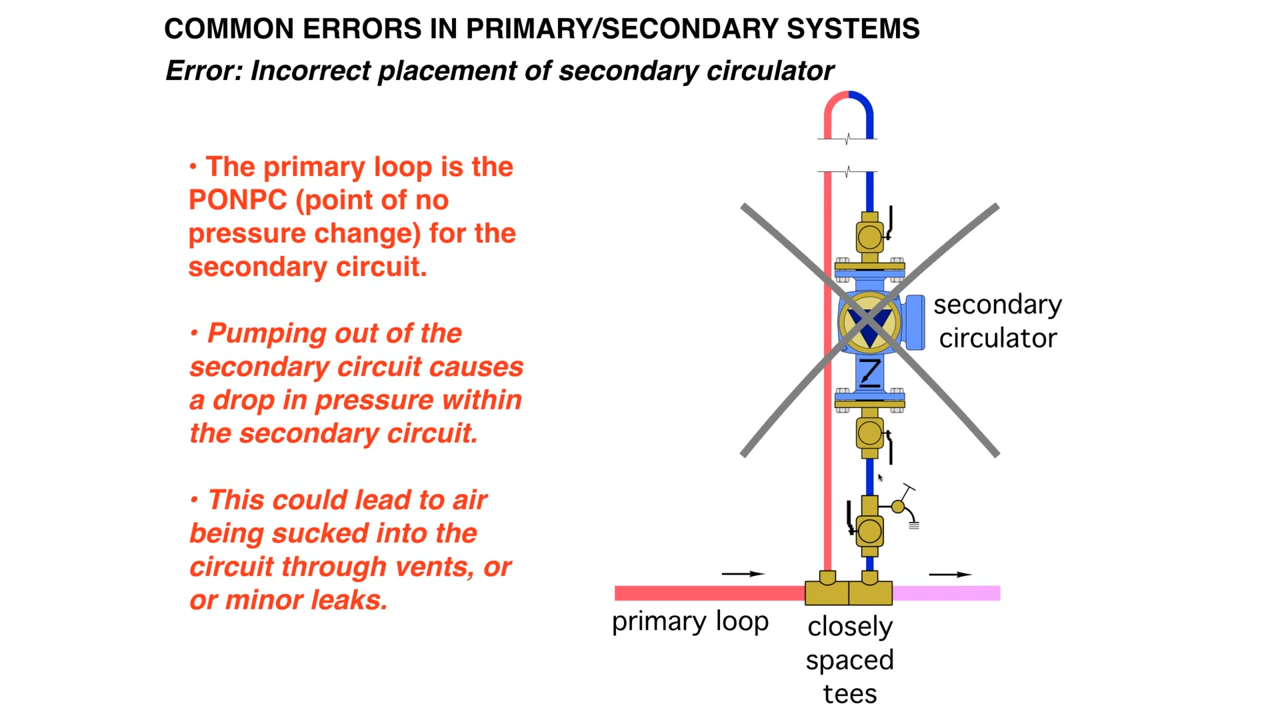 COMMON ERRORS IN PRIMARY/SECONDARY SYSTEMS
Error: Incorrect placement of secondary circulator
• The primary loop is the
PONPC (point of no
pressure change) for the
secondary circuit.
• Pumping out of the
secondary circuit causes
a drop in pressure within
the secondary circuit.
• This could lead to air
being sucked into the
circuit through vents, or
or minor leaks.
secondary
circulator
primary loop
closely
spaced
tees